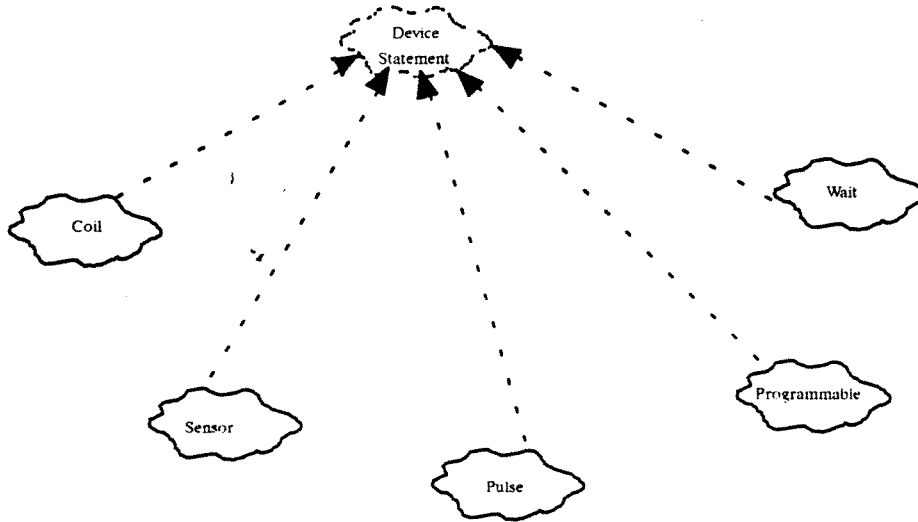 Device
Statement
Wait
Coil
Programmable
Sensor
Pulse